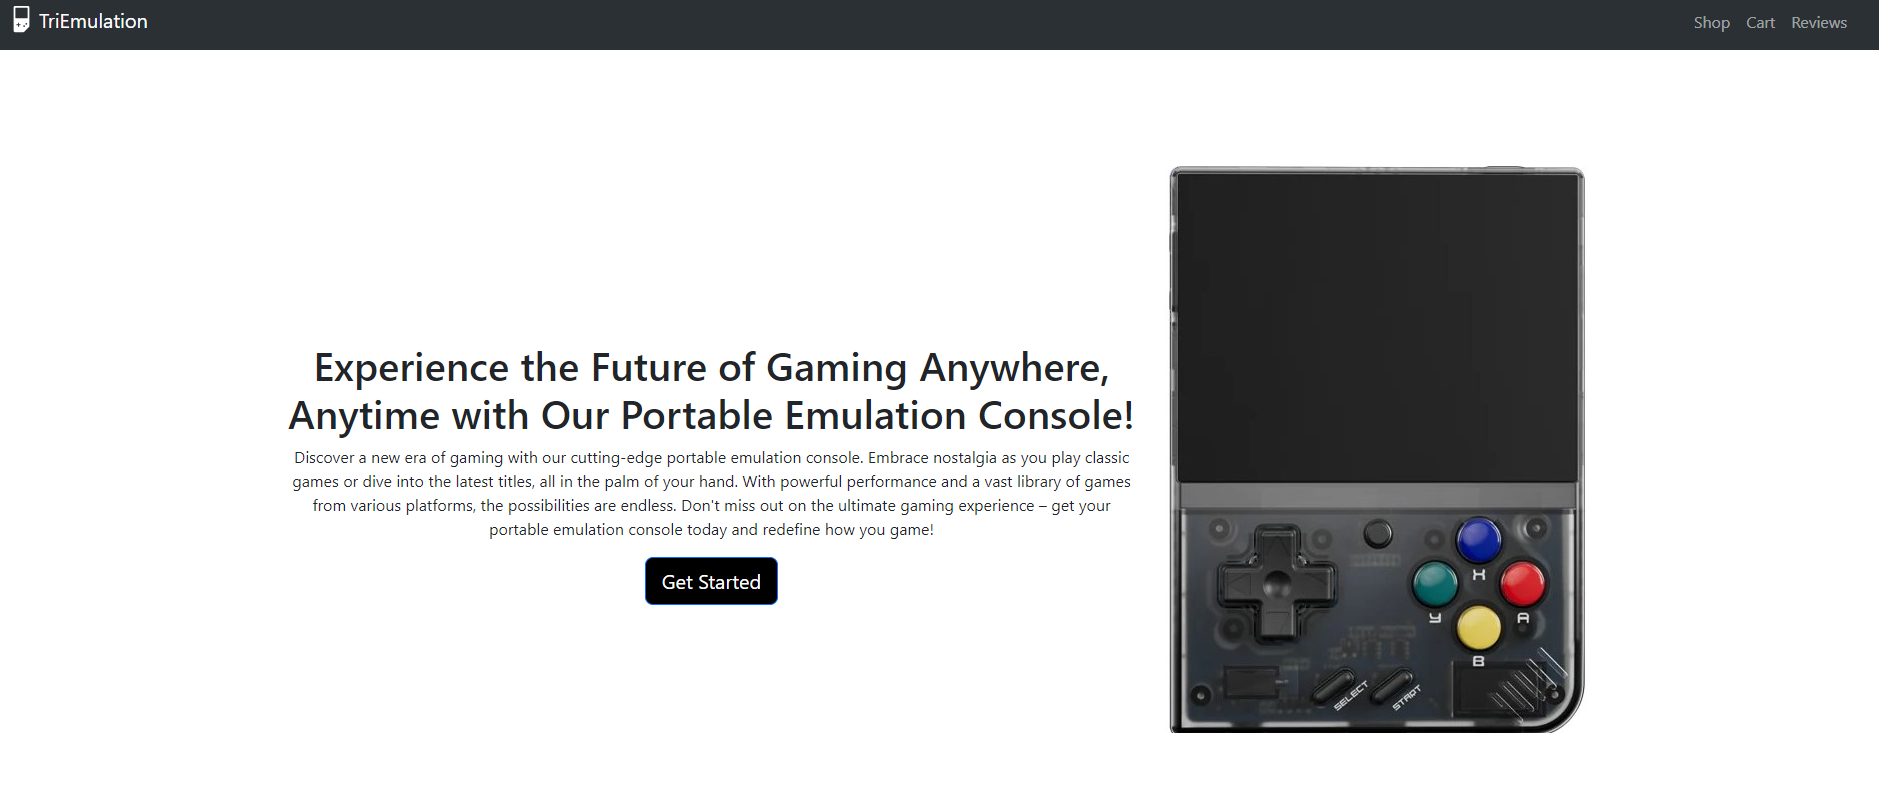 TriEmulation
Shop Cart Reviews
Experience the Future of Gaming Anywhere,
Anytime with Our Portable Emulation Console!
Discover a new era of gaming with our cutting-edge portable emulation console. Embrace nostalgia as you play classic
games or dive into the latest titles, all in the palm of your hand. With powerful performance and a vast library of games
from various platforms, the possibilities are endless. Don't miss out on the ultimate gaming experience – get your
portable emulation console today and redefine how you game!
Get Started
X
Y
A
B
SELECT
START